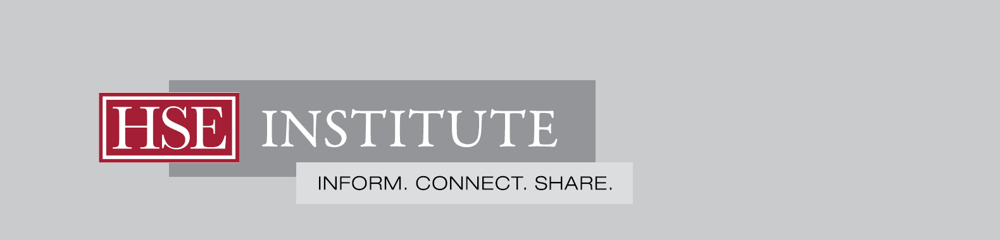 HSE INSTITUTE
INFORM. CONNECT. SHARE.